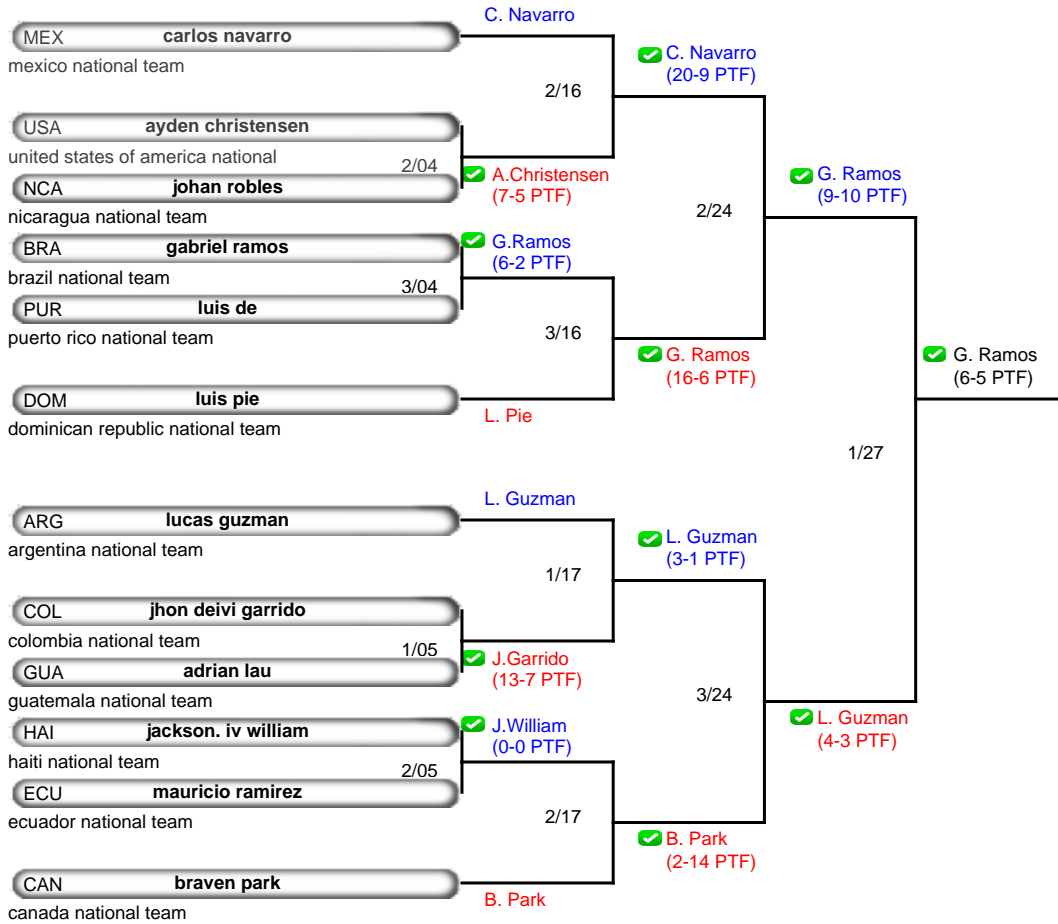 C. Navarro
MEX carlos navarro
mexico national team
C. Navarro
(20-9 PTF)
2/16
USA ayden christensen
united states of america national
2/04
A.Christensen
(7-5 PTF)
NCA johan robles
nicaragua national team
G. Ramos
(9-10 PTF)
2/24
BRA gabriel ramos
brazil national team
G.Ramos
(6-2 PTF)
3/04
PUR luis de
puerto rico national team
3/16
G. Ramos
(16-6 PTF)
G. Ramos
(6-5 PTF)
DOM luis pie
dominican republic national team
L. Pie
1/27
L. Guzman
ARG lucas guzman
argentina national team
L. Guzman
(3-1 PTF)
1/17
COL jhon deivi garrido
colombia national team
1/05
J.Garrido
(13-7 PTF)
GUA adrian lau
guatemala national team
3/24
L. Guzman
(4-3 PTF)
HAI jackson. iv william
haiti national team
J.William
(0-0 PTF)
2/05
ECU mauricio ramirez
ecuador national team
2/17
B. Park
(2-14 PTF)
CAN braven park
canada national team
B. Park